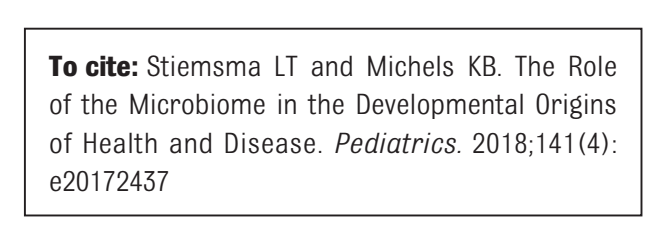 To cite: Stiemsma LT and Michels KB. The Role
of the Microbiome in the Developmental Origins
of Health and Disease. Pediatrics. 2018;141(4):
e20172437